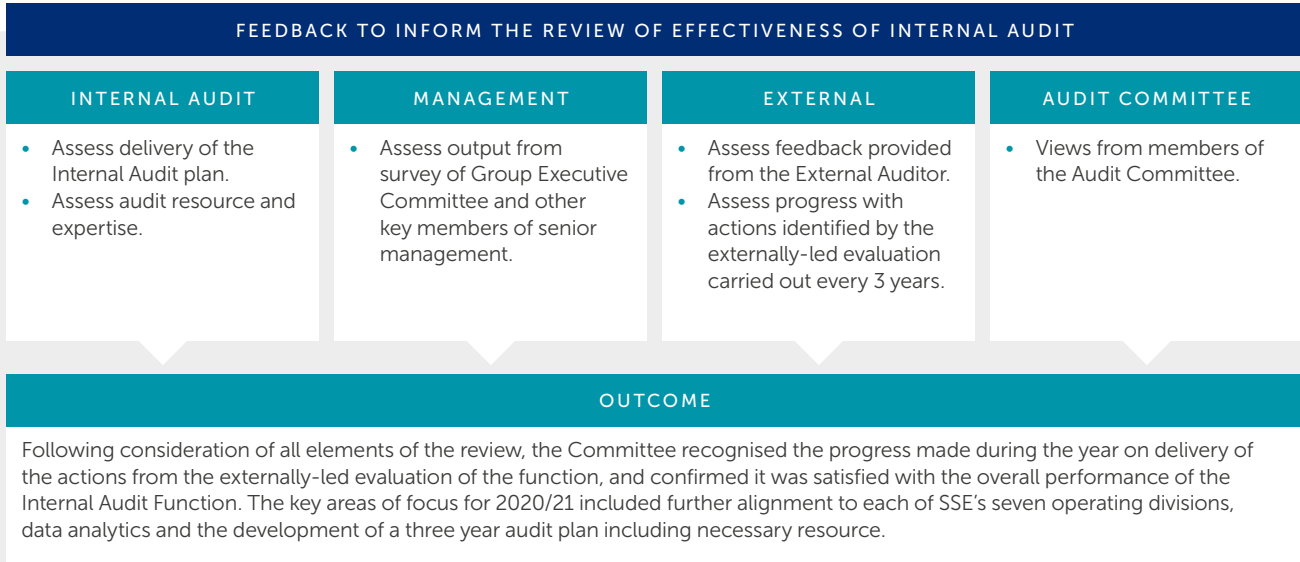 FEEDBACK TO INFORM THE REVIEW OF EFFECTIVENESS OF INTERNAL AUDIT
INTERNAL AUDIT
• Assess delivery of the
Internal Audit plan.
• Assess audit resource and
expertise.
MANAGEMENT
• Assess output from
survey of Group Executive
Committee and other
key members of senior
management.
EXTERNAL
• Assess feedback provided
from the External Auditor.
• Assess progress with
actions identified by the
externally-led evaluation
carried out every 3 years.
AUDIT COMMITTEE
• Views from members of
the Audit Committee.
OUTCOME
Following consideration of all elements of the review, the Committee recognised the progress made during the year on delivery of
the actions from the externally-led evaluation of the function, and confirmed it was satisfied with the overall performance of the
Internal Audit Function. The key areas of focus for 2020/21 included further alignment to each of SSE's seven operating divisions,
data analytics and the development of a three year audit plan including necessary resource.